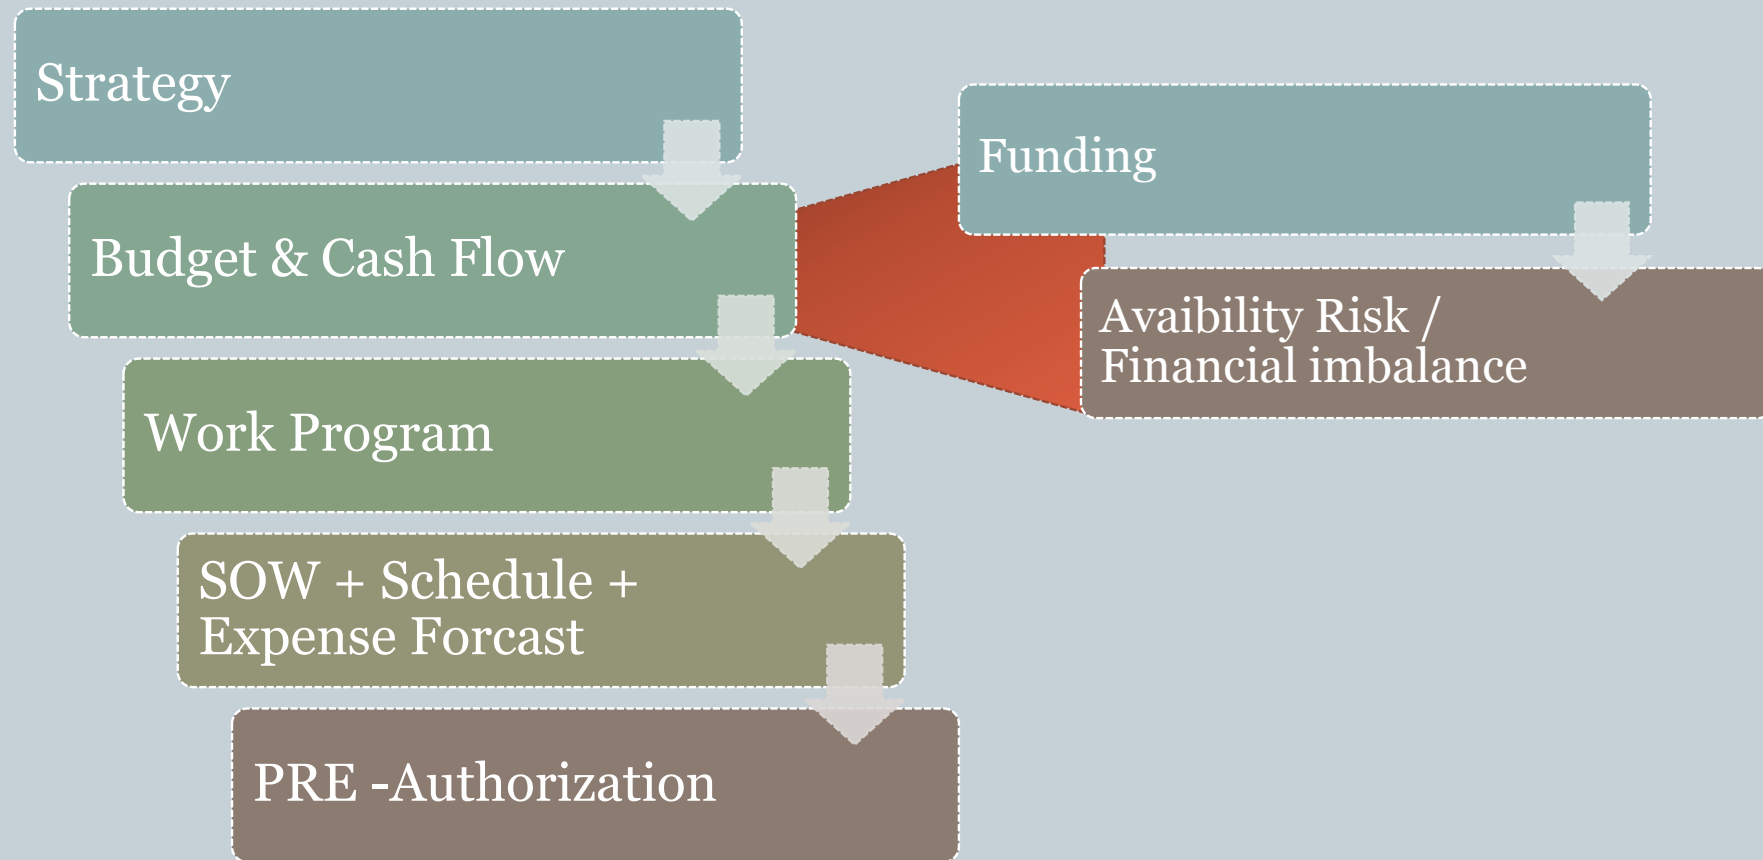 Strategy
Budget & Cash Flow
Work Program
SOW + Schedule +
Expense Forcast
PRE -Authorization
Funding
Avaibility Risk /
Financial imbalance